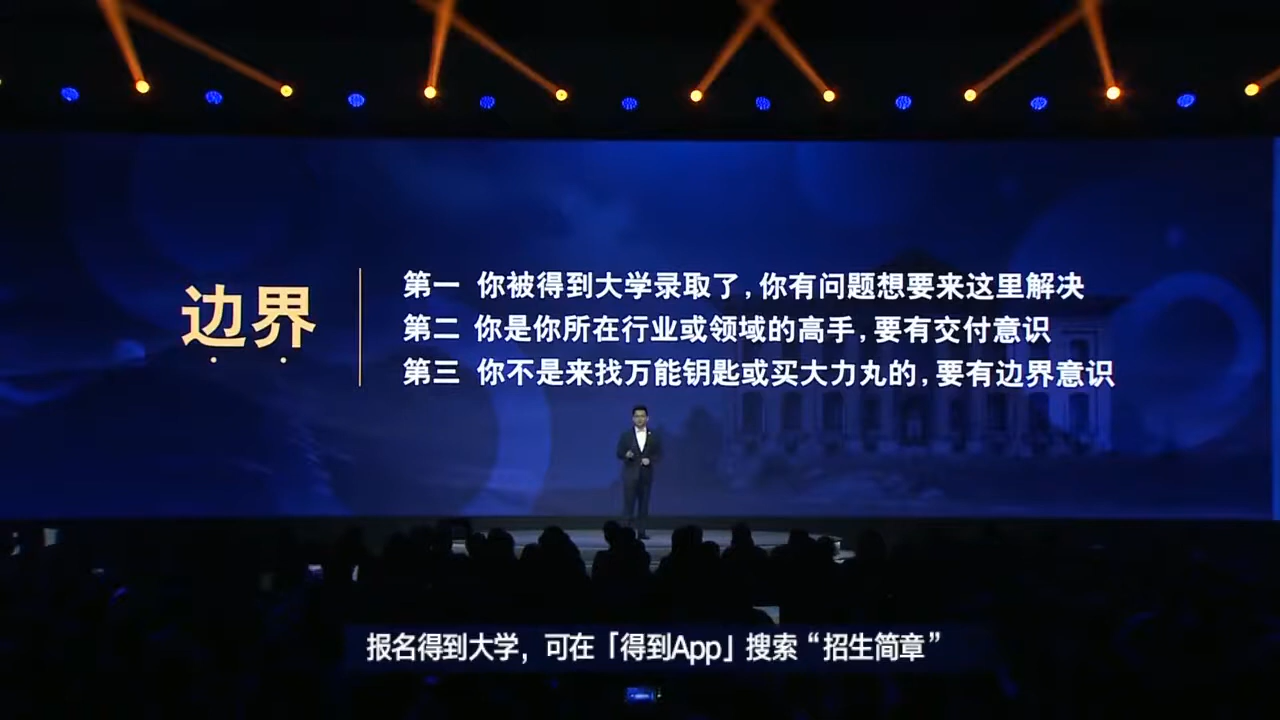 边界
第一 你被得到大学录取了,你有问题想要来这里解决
第二 你是你所在行业或领域的高手,要有交付意识
第三 你不是来找万能钥匙或买大力丸的,要有边界意识
报名得到大学，可在「得到App」搜索“招生简章”